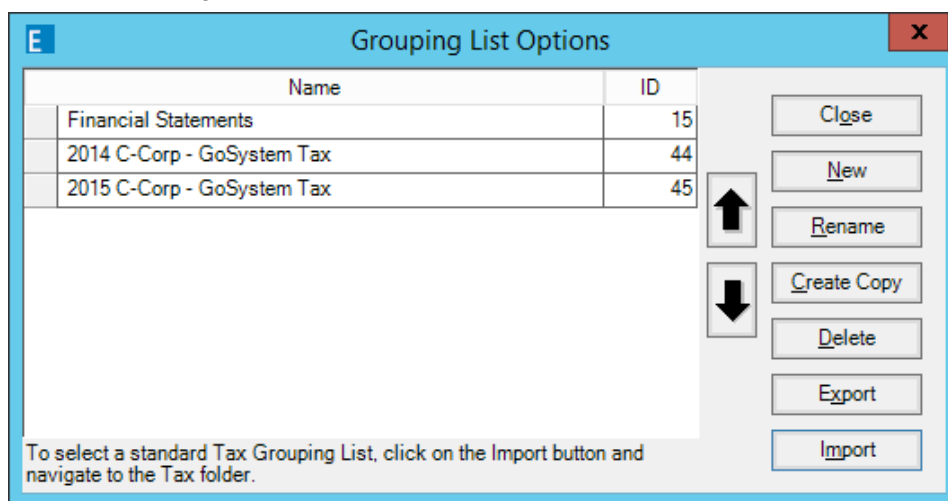 E Grouping List Options x
Name ID
Financial Statements 15
2014 C-Corp - GoSystem Tax 44
2015 C-Corp - GoSystem Tax 45
Close
New
Rename
Create Copy
Delete
Export
Import
To select a standard Tax Grouping List, click on the Import button and
navigate to the Tax folder.